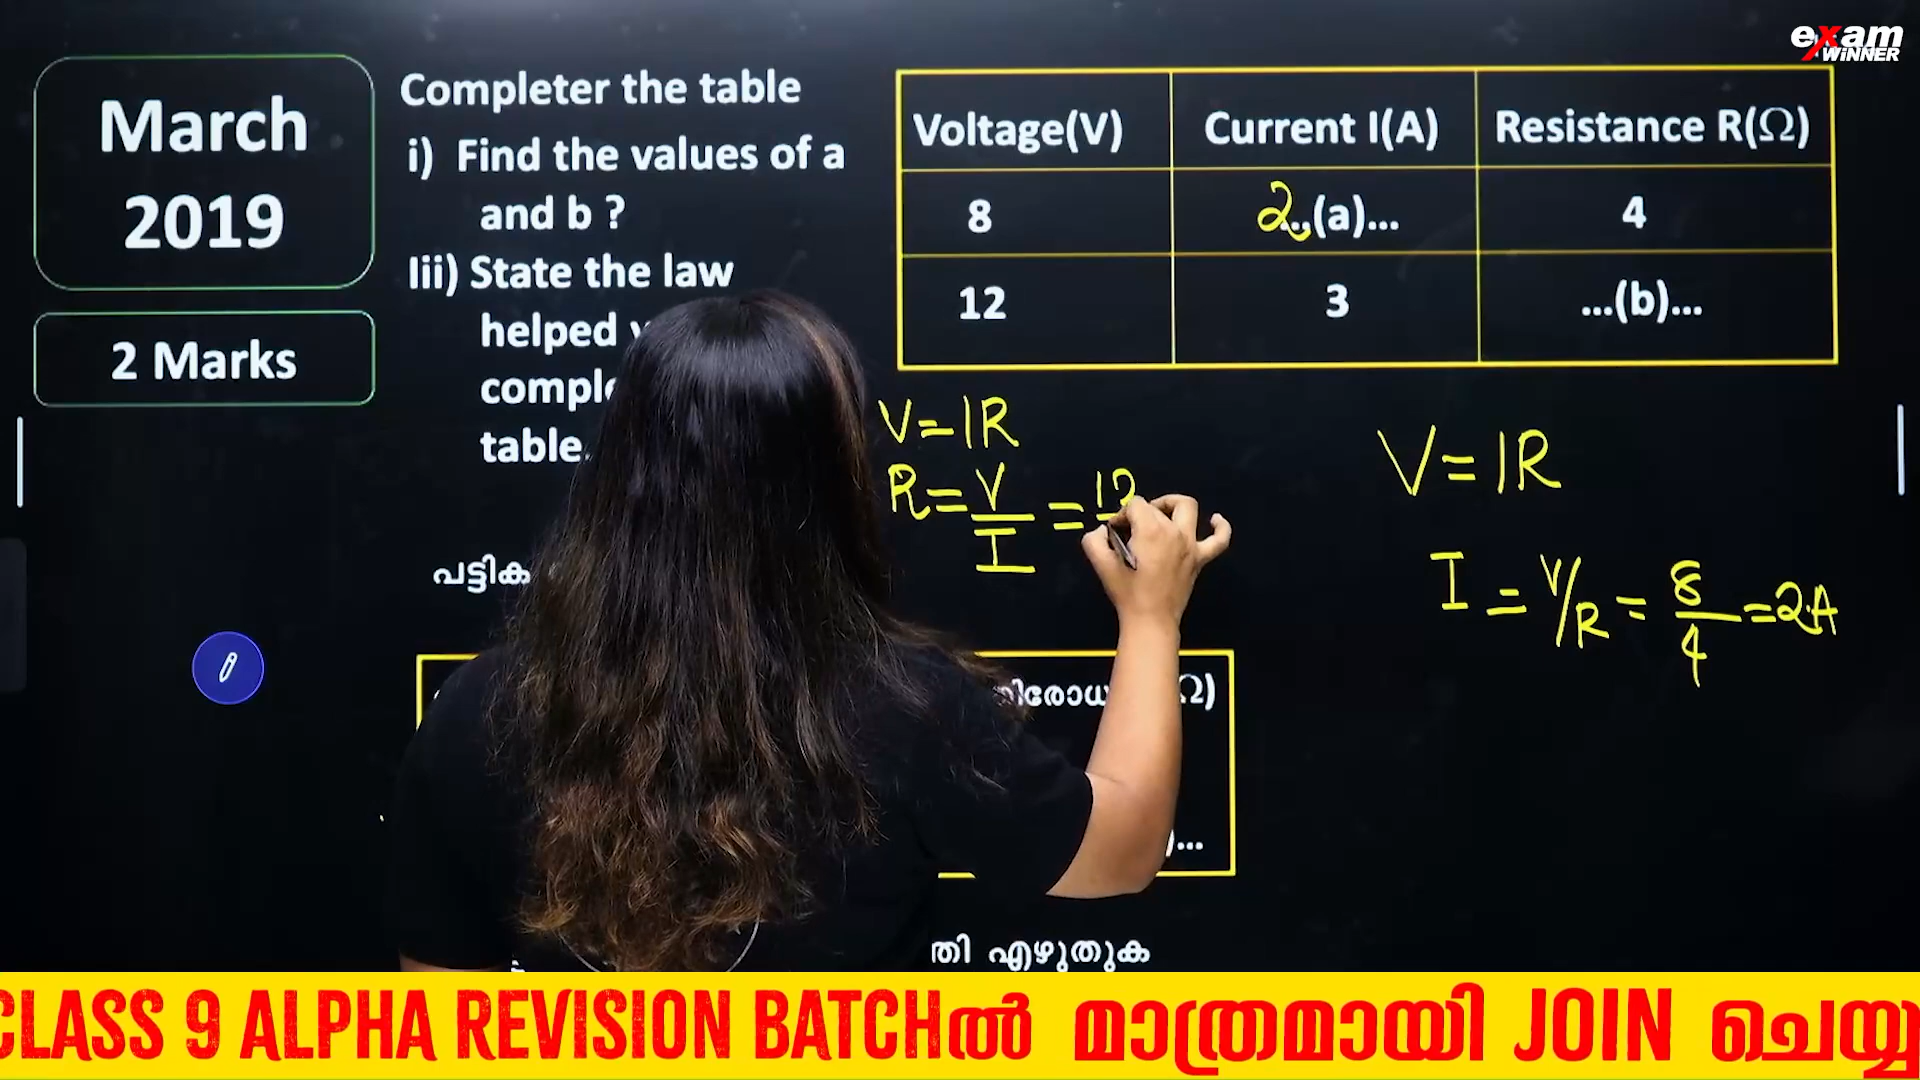 exam
WiNNER
March
2019
2 Marks
Completer the table
i) Find the values of a
and b ?
Iii) State the law
helped
table
Voltage(V) Current I(A) Resistance R(Ω)
8 2...(a)... 4
12 3 ...(b)...
V=IR
R=V/I=12
V=IR
I=V/R=8/4=2A
പട്ടിക
Ω)
)...
തി എഴുതുക
CLASS 9 ALPHA REVISION BATCHൽ മാത്രമായി JOIN